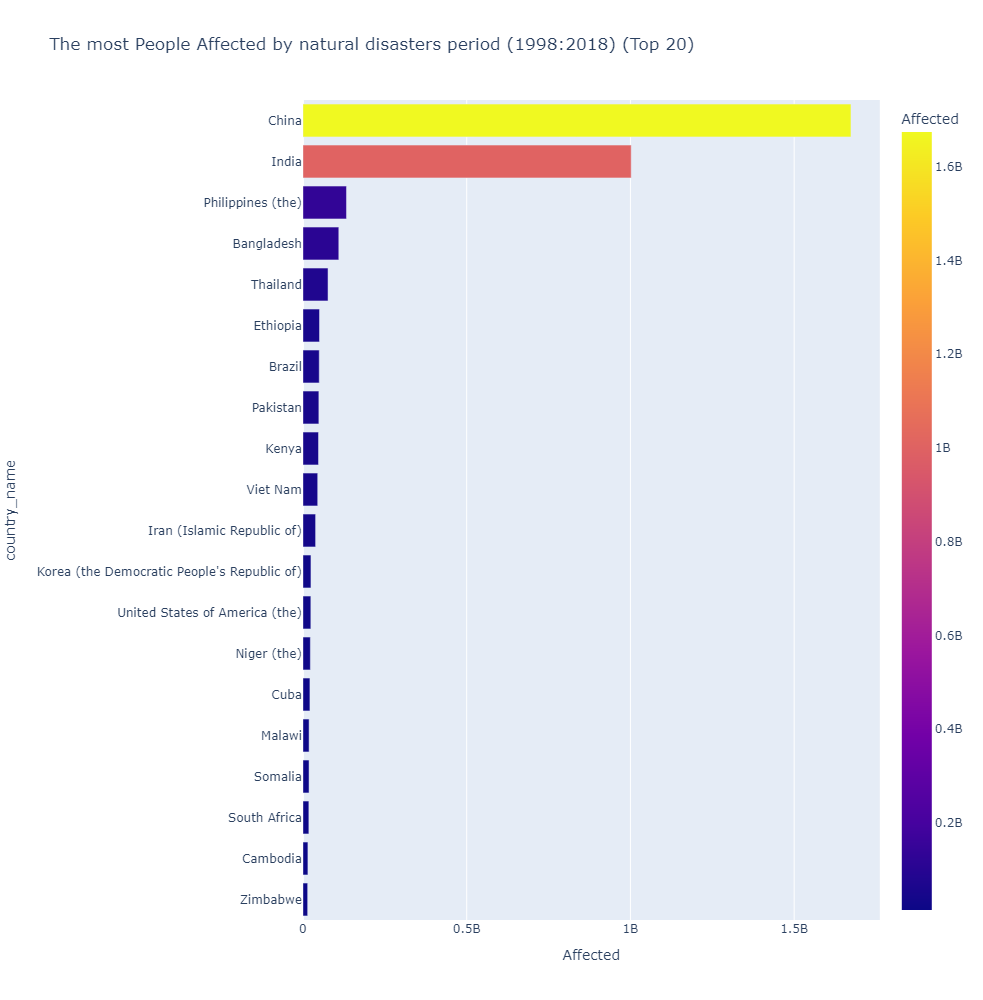 The most People Affected by natural disasters period (1998:2018) (Top 20)
China
India
Philippines (the)
Bangladesh
Thailand
Ethiopia
Brazil
Pakistan
Kenya
Viet Nam
Iran (Islamic Republic of)
Korea (the Democratic People's Republic of)
United States of America (the)
Niger (the)
Cuba
Malawi
Somalia
South Africa
Cambodia
Zimbabwe
country_name
0
0.5B
1B
1.5B
Affected
Affected
1.6B
1.4B
1.2B
1B
0.8B
0.6B
0.4B
0.2B